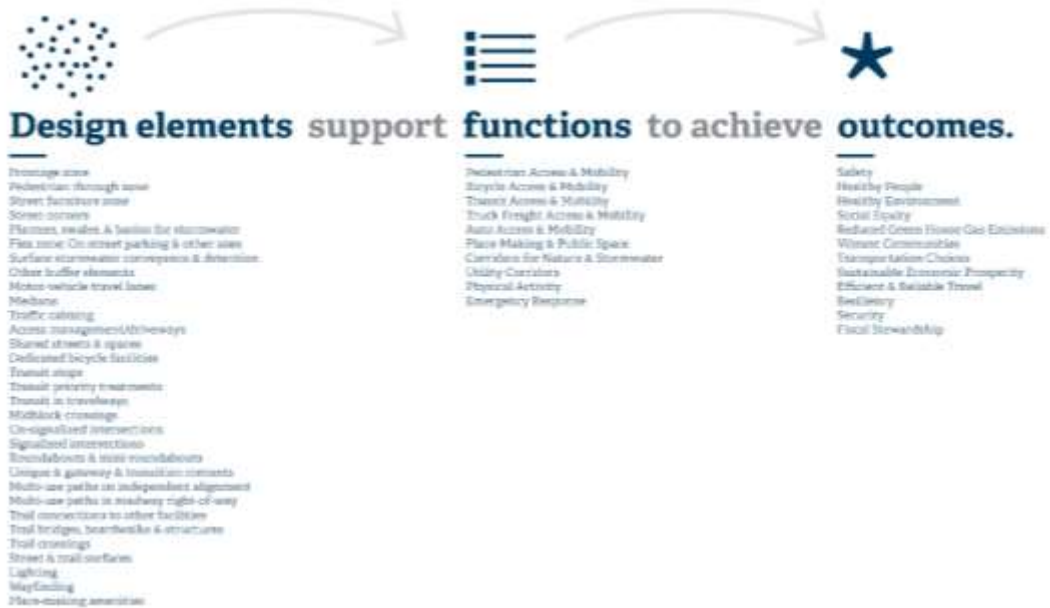 Design elements support functions to achieve outcomes.
Frontage zone
Pedestrian through zone
Street furniture zone
Street corners
Planters, swales & basins for stormwater
Flex zone: On street parking & other uses
Surface stormwater conveyance & detention
Other buffer elements
Motor vehicle travel lanes
Medians
Traffic calming
Access management/driveways
Shared streets & spaces
Dedicated bicycle facilities
Transit stops
Transit priority treatments
Transit in travelways
Midblock crossings
Un-signalized intersections
Signalized intersections
Roundabouts & mini-roundabouts
Unique & gateway & transition
Multi-use paths on independent alignment
Multi-use paths in roadway right-of-way
Trail connections to other facilities
Trail bridges, boardwalks & structures
Trail crossings
Street & trail surfaces
Lighting
Wayfinding
Place-making amenities
Pedestrian Access & Mobility
Bicycle Access & Mobility
Transit Access & Mobility
Truck Freight Access & Mobility
Auto Access & Mobility
Place Making & Public Space
Corridors for Nature & Stormwater
Utility Corridors
Physical Activity
Emergency Response
Safety
Healthy People
Healthy Environment
Social Equity
Reduced Green House Gas Emissions
Vibrant Communities
Transportation Choices
Sustainable Economic Prosperity
Efficient & Reliable Travel
Resiliency
Security
Fiscal Stewardship